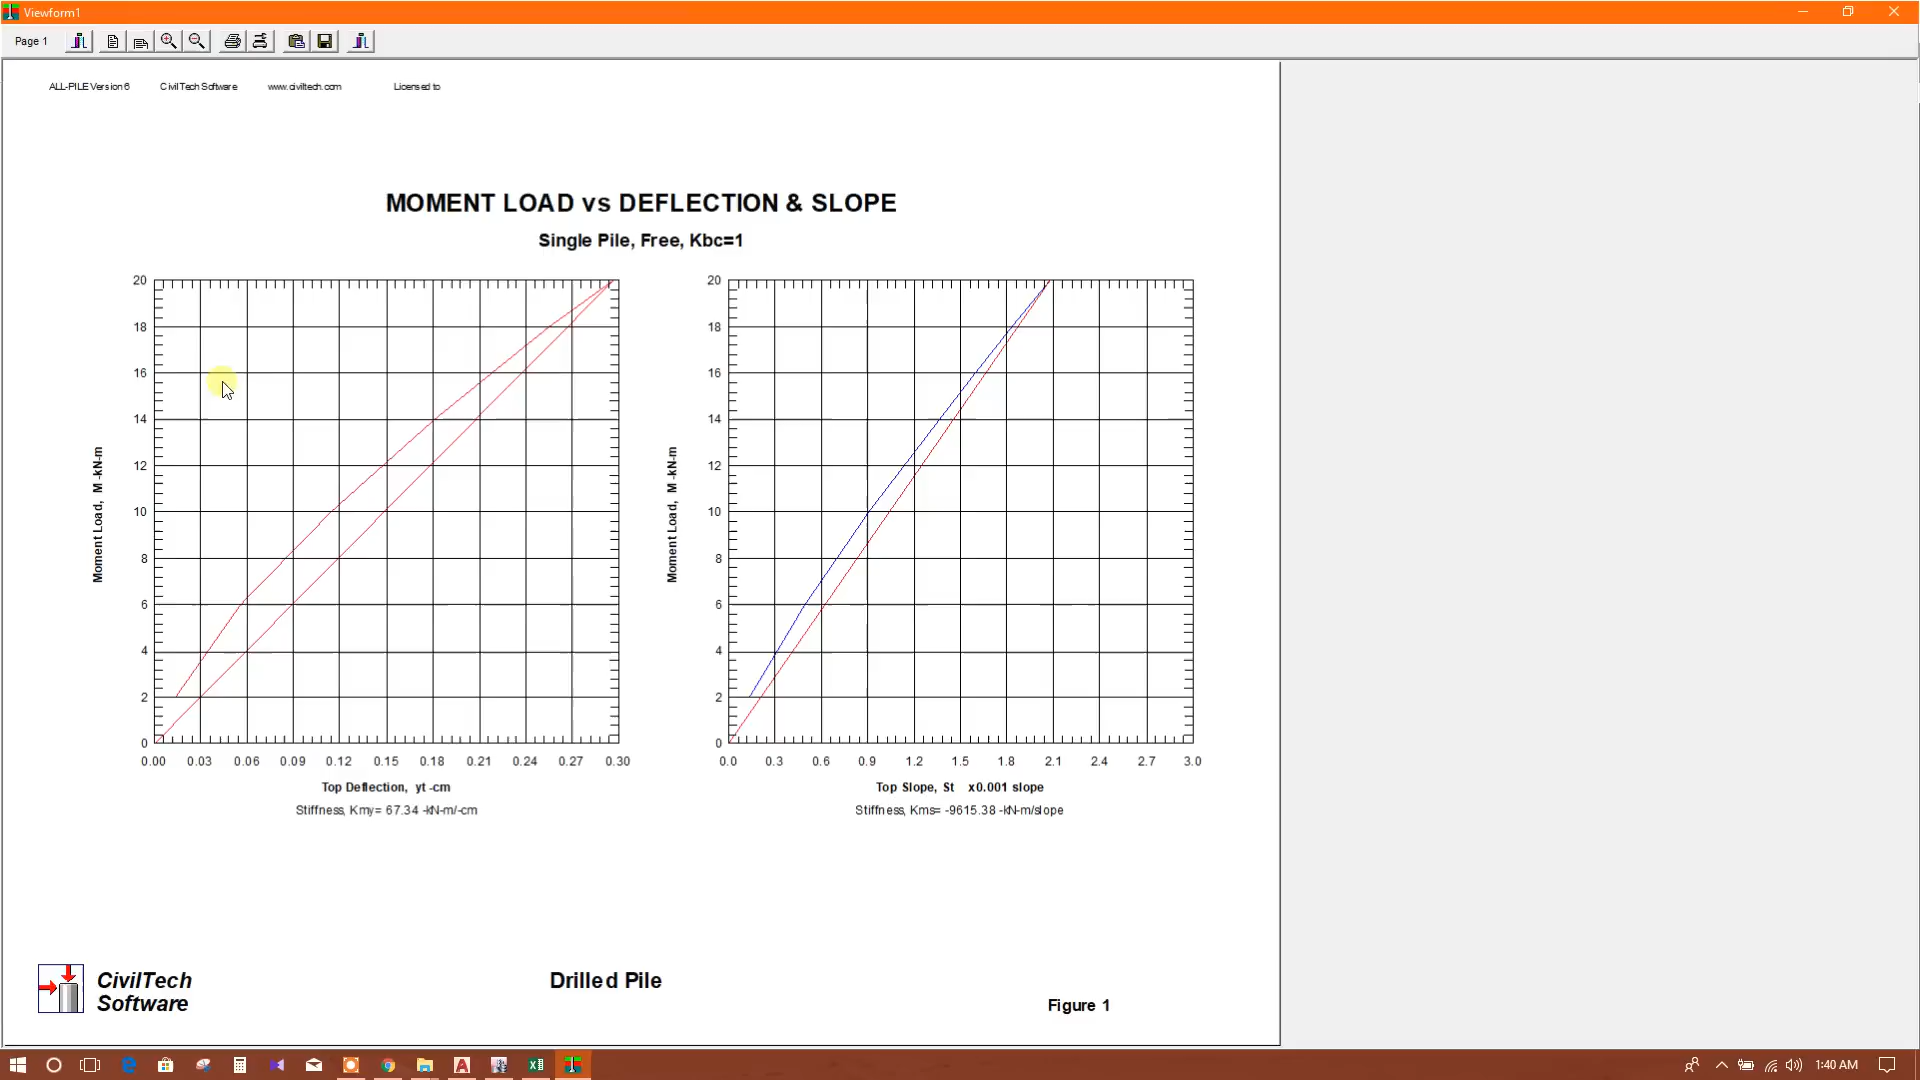 Viewform1
Page 1
ALL-PILE Version 6 CivilTech Software www.civiltech.com Licensed to
MOMENT LOAD vs DEFLECTION & SLOPE
Single Pile, Free, Kbc=1
20
18
16
14
12
10
8
6
4
2
0
Moment Load, M -kN-m
0.00 0.03 0.06 0.09 0.12 0.15 0.18 0.21 0.24 0.27 0.30
Top Deflection, yt -cm
Stiffness, Kmy= 67.34 -kN-m/-cm
20
18
16
14
12
10
8
6
4
2
0
Moment Load, M -kN-m
0.0 0.3 0.6 0.9 1.2 1.5 1.8 2.1 2.4 2.7 3.0
Top Slope, St x0.001 slope
Stiffness, Kms= -9615.38 -kN-m/slope
CivilTech
Software
Drilled Pile
Figure 1
1:40 AM